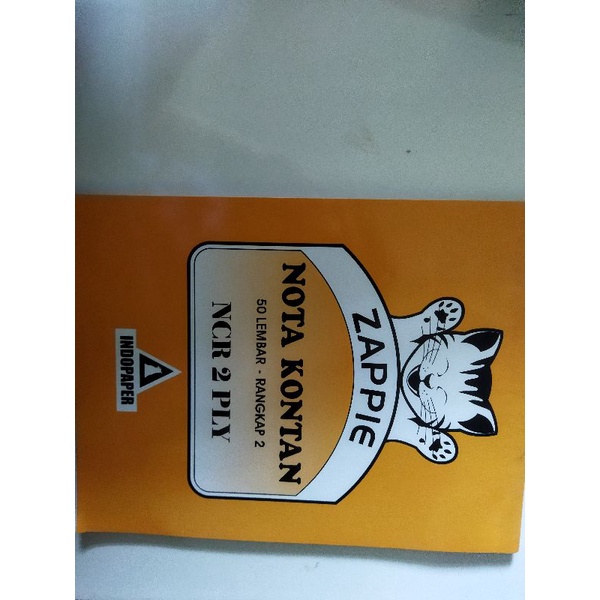 ZAPPIE
NOTA KONTAN
50 LEMBAR - RANGKAP 2
NCR 2 PLY
INDOPAPER